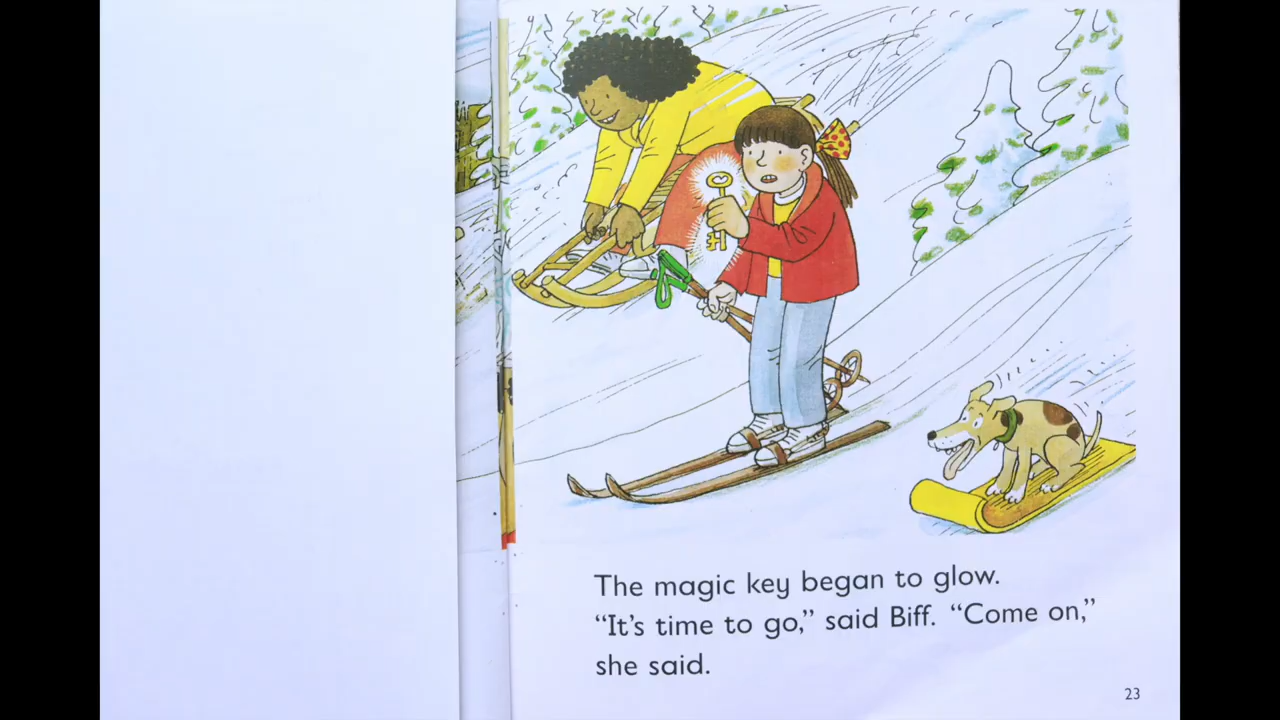 The magic key began to glow.
“It’s time to go,” said Biff. “Come on,”
she said.
23